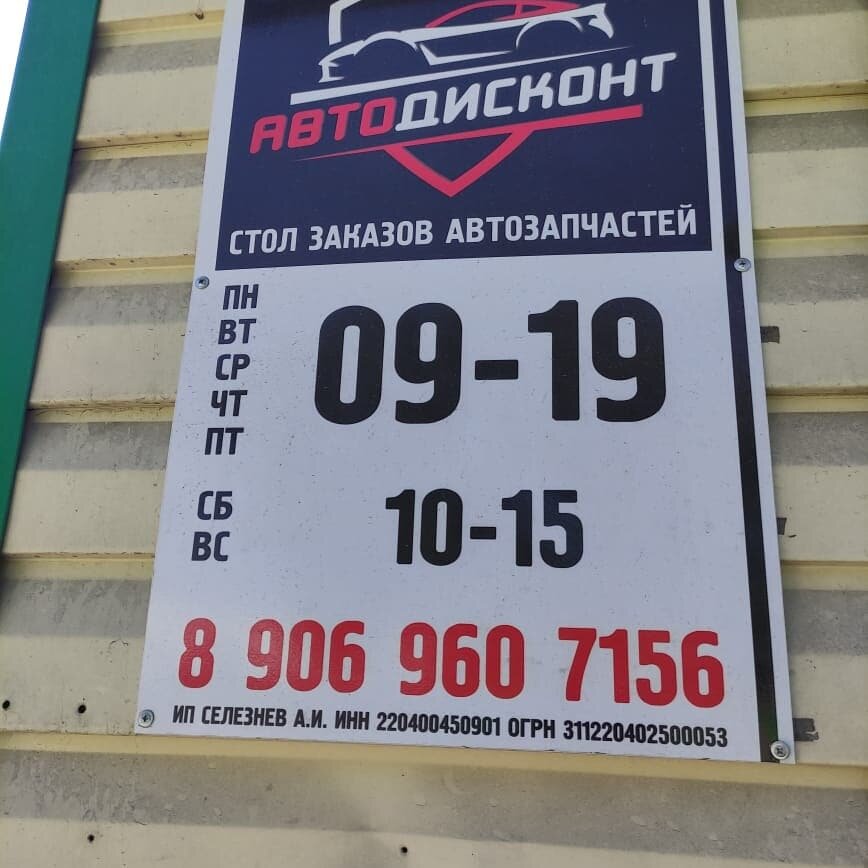 АВТОДИСКОНТ
СТОЛ ЗАКАЗОВ АВТОЗАПЧАСТЕЙ
ПН
ВТ
СР
ЧТ
ПТ
09-19
СБ
ВС
10-15
8 906 960 7156
ИП СЕЛЕЗНЕВ А.И. ИНН 220400450901 ОГРН 311220402500053